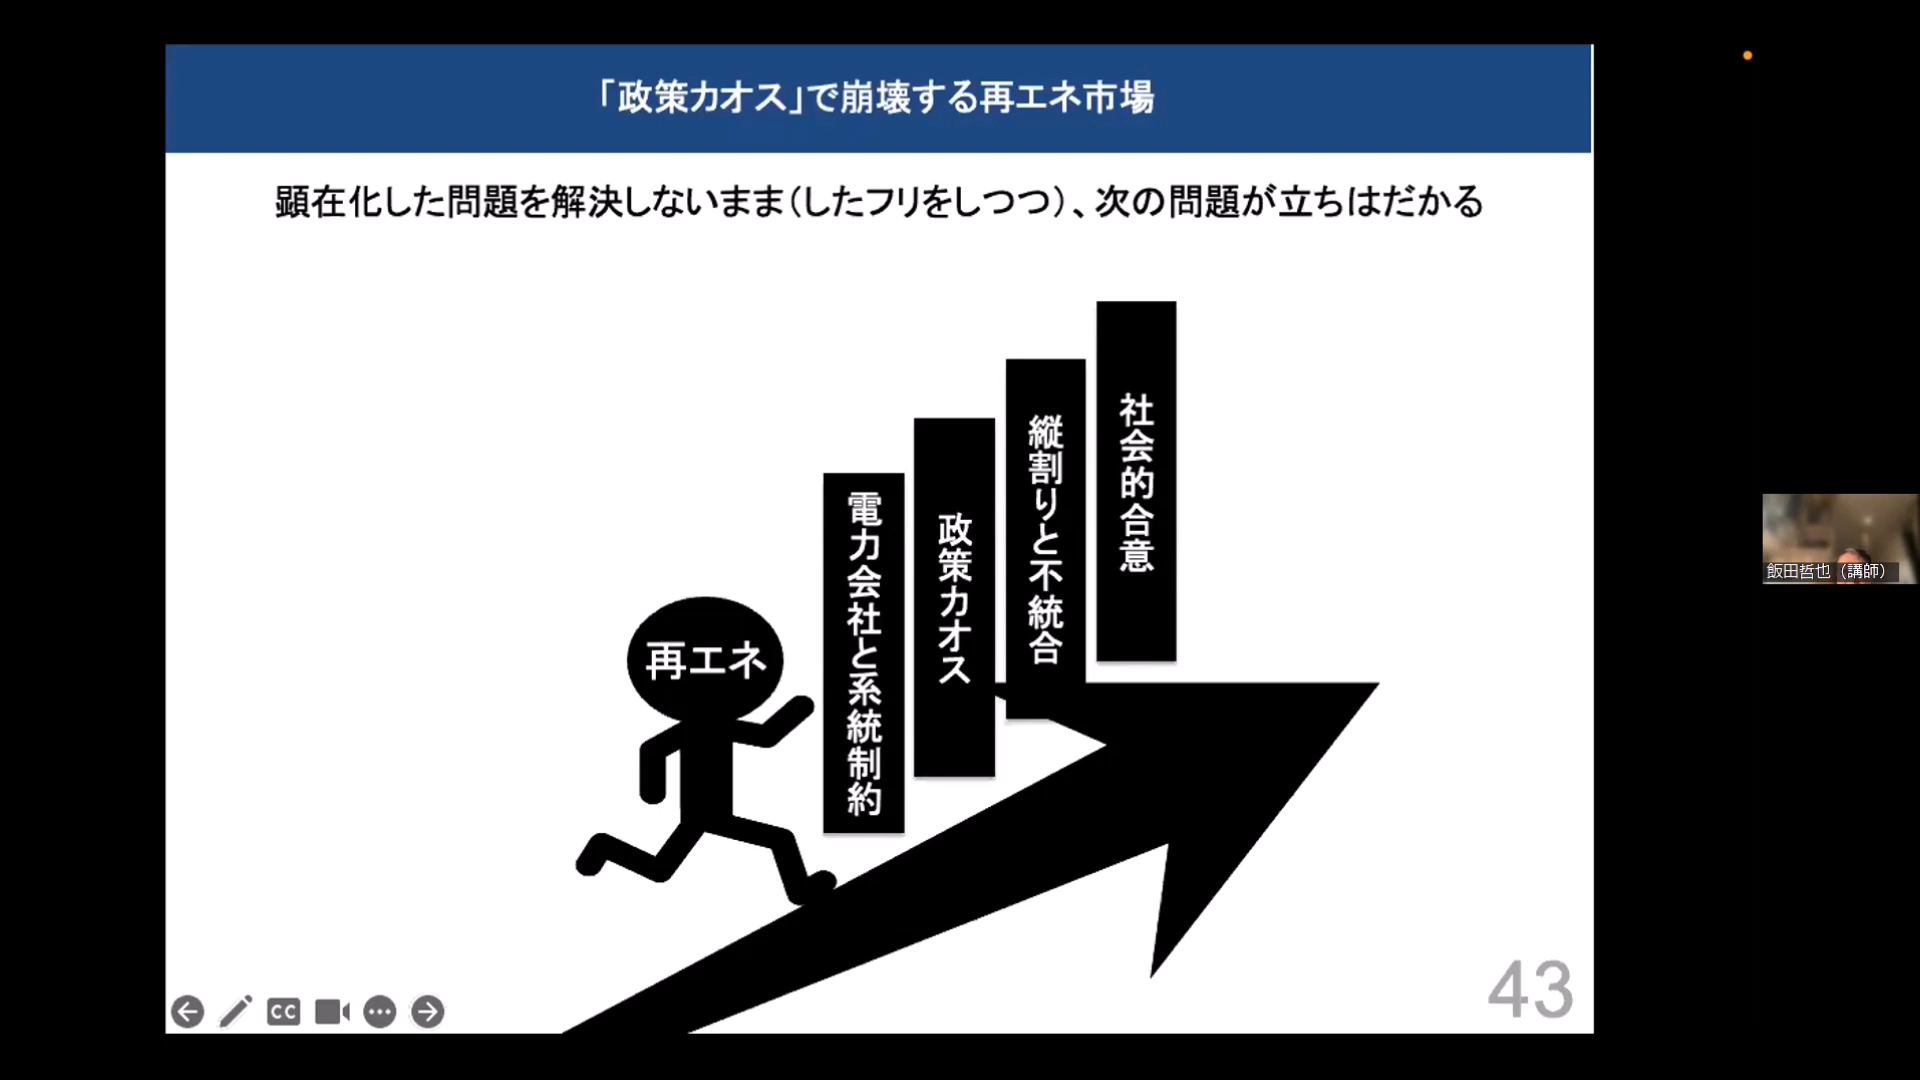 「政策カオス」で崩壊する再エネ市場
顕在化した問題を解決しないまま（したフリをしつつ）、次の問題が立ちはだかる
再エネ
電力会社と系統制約
政策カオス
縦割りと不統合
社会的合意
飯田哲也（講師）
CC
43